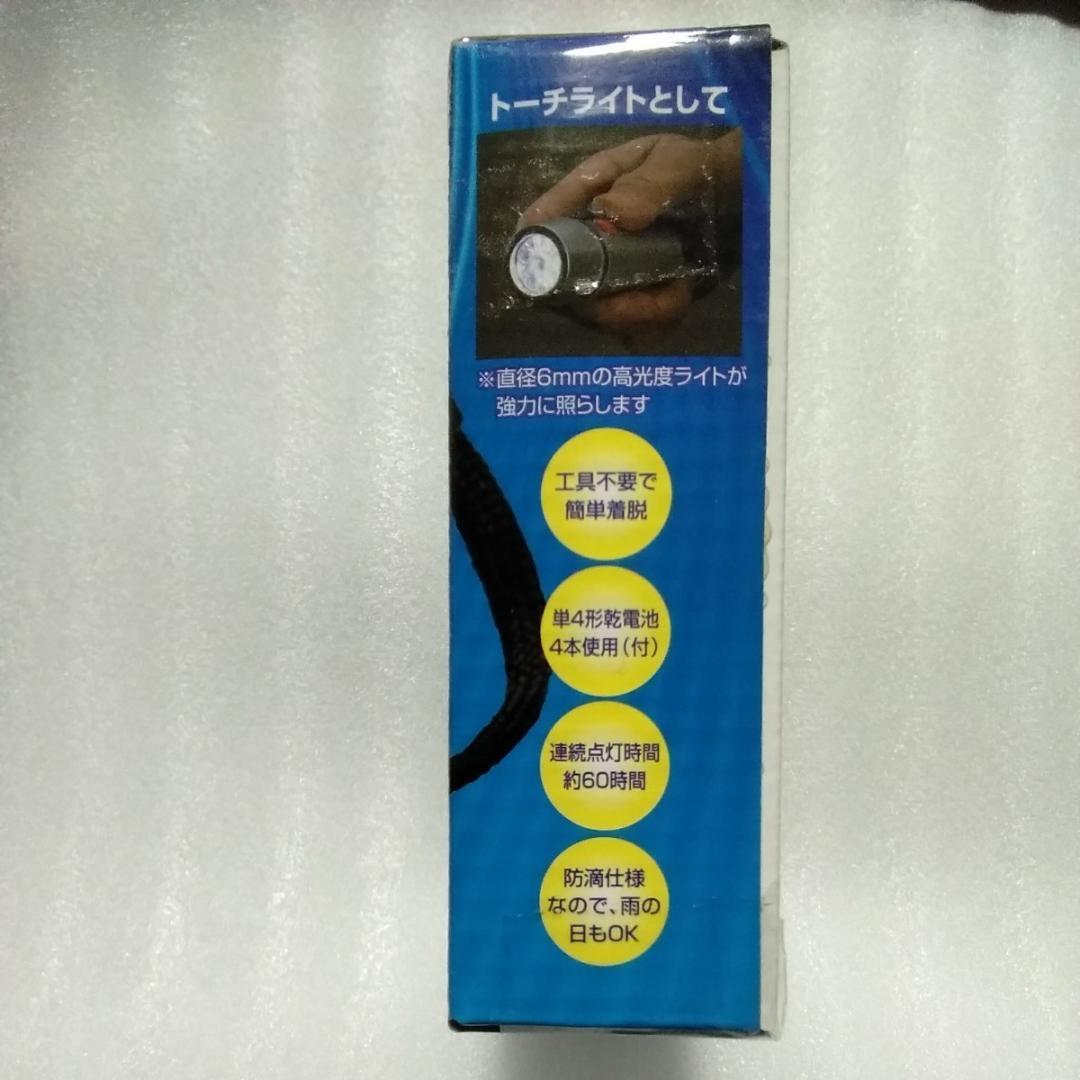 トーチライトとして
※直径6mmの高光度ライトが
強力に照らします
工具不要で
簡単着脱
単4形乾電池
4本使用(付)
連続点灯時間
約60時間
防滴仕様
なので、雨の
日もOK